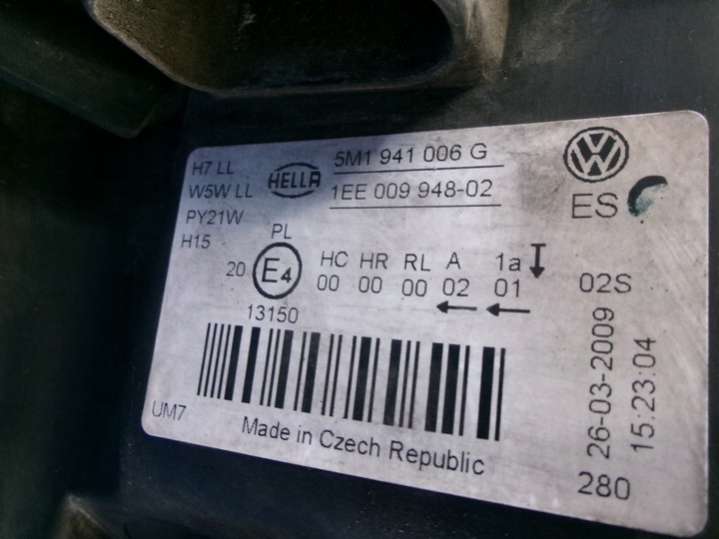 H7 LL
W5W LL
PY21W
H15
HELLA
5M1 941 006 G
1EE 009 948-02
VW
ES
PL
20 E4
13150
HC HR RL A 1a
00 00 00 02 01
02S
26-03-2009
15:23:04
280
UM7
Made in Czech Republic